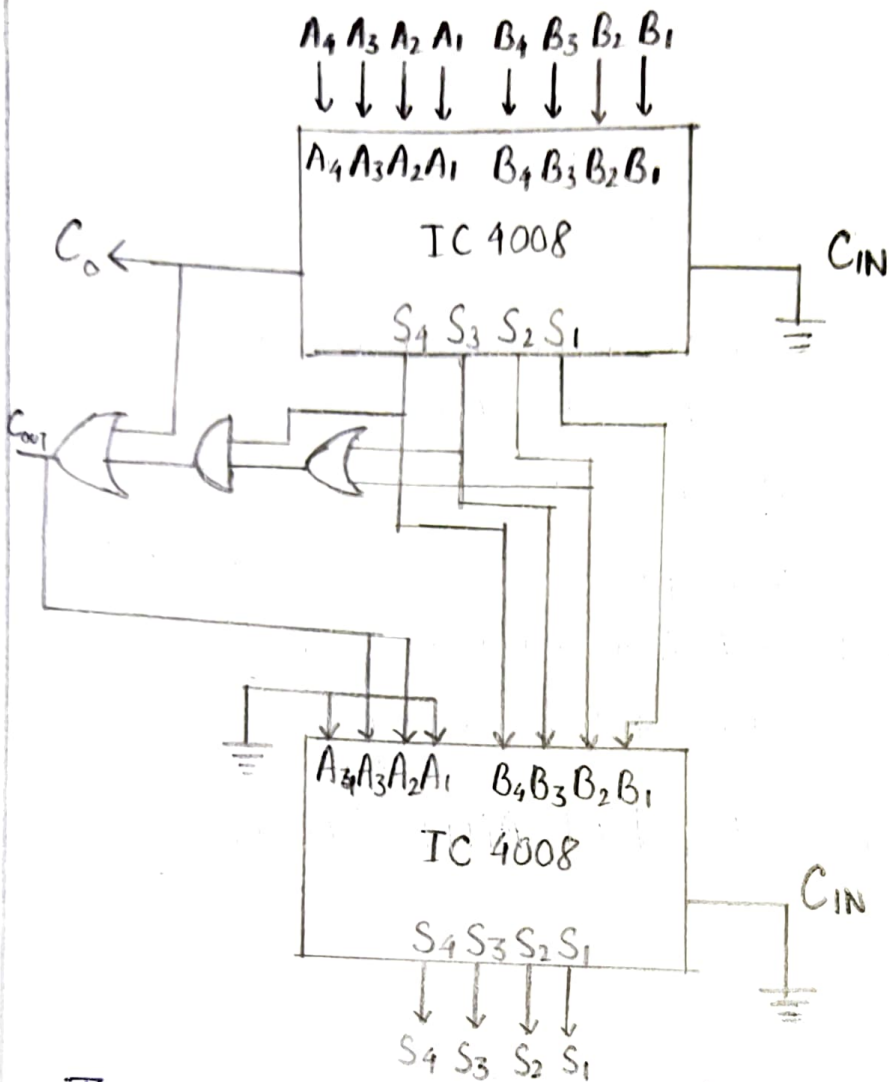 A4 A3 A2 A1 B4 B3 B2 B1
A4 A3 A2 A1 B4 B3 B2 B1
IC 4008
C0
CIN
S4 S3 S2 S1
COUT
A4 A3 A2 A1 B4 B3 B2 B1
IC 4008
CIN
S4 S3 S2 S1
S4 S3 S2 S1